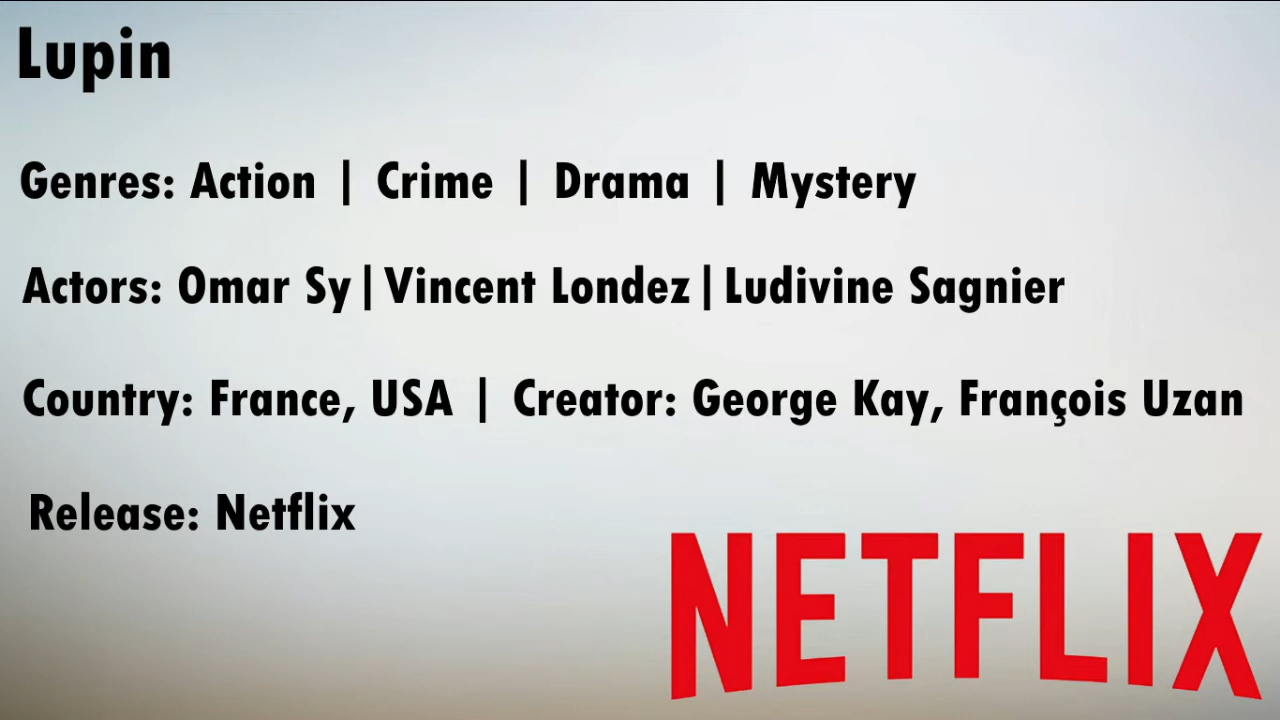 Lupin
Genres: Action | Crime | Drama | Mystery
Actors: Omar Sy|Vincent Londez|Ludivine Sagnier
Country: France, USA | Creator: George Kay, François Uzan
Release: Netflix
NETFLIX